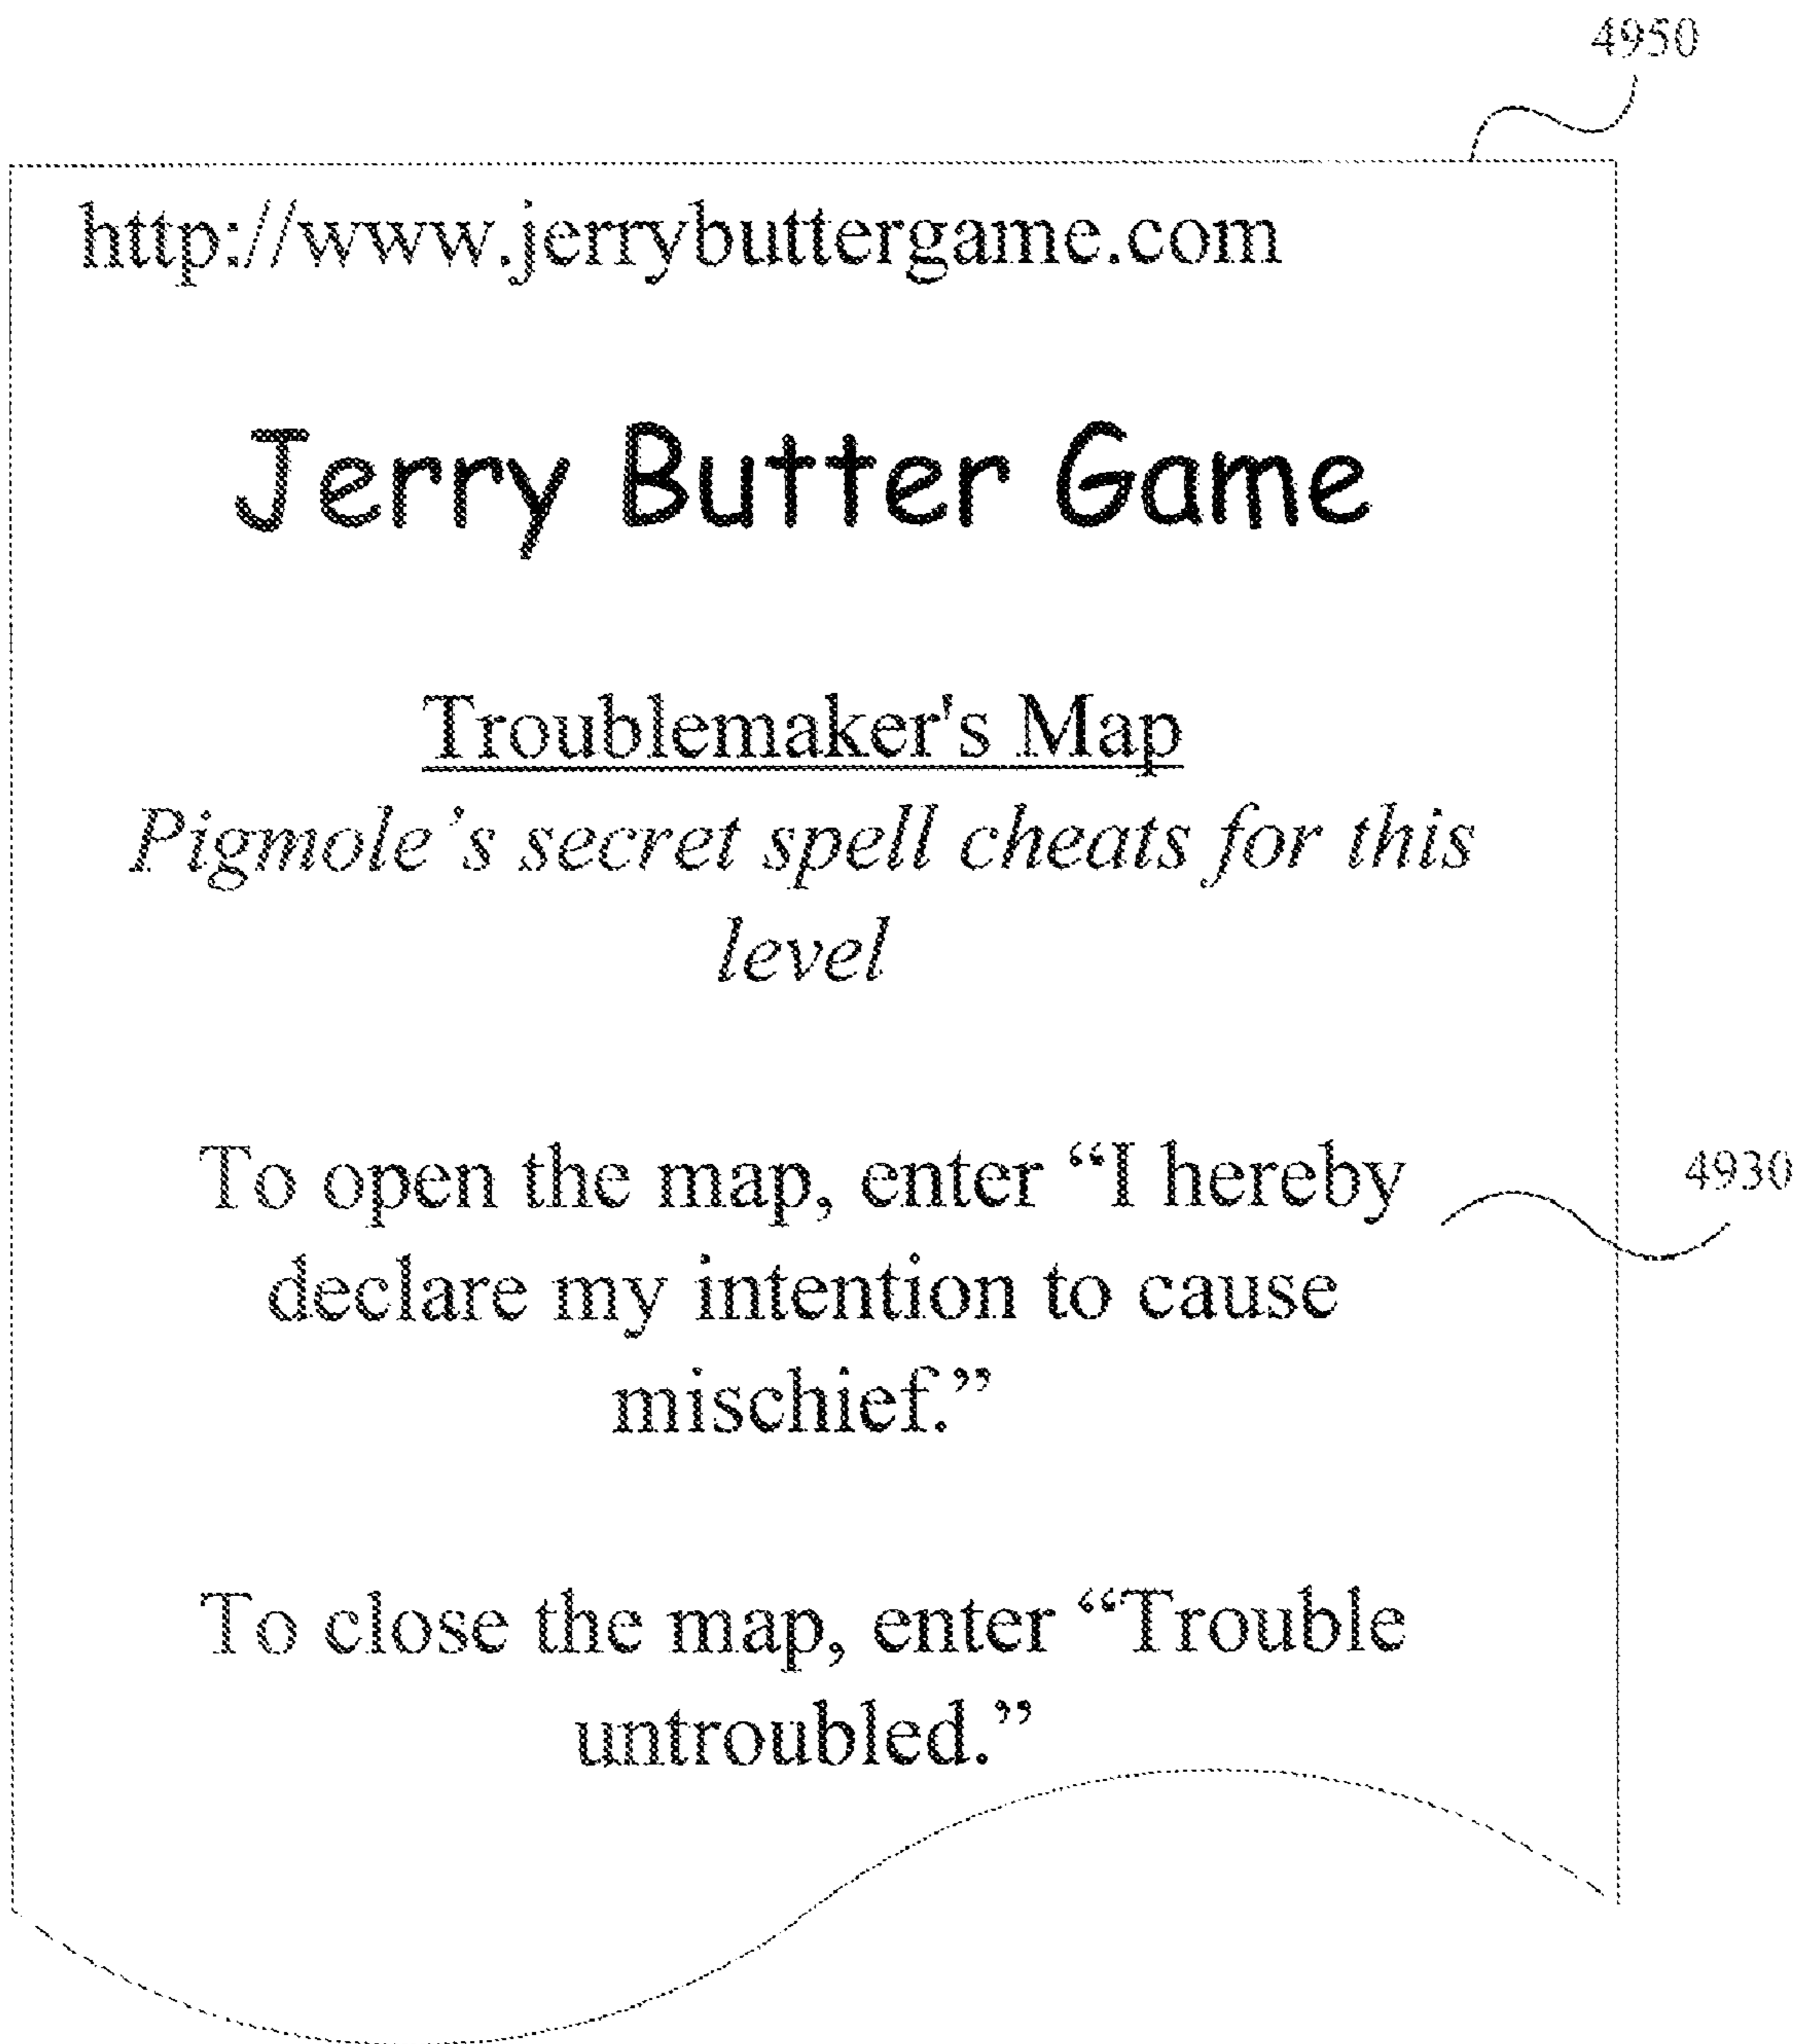 4950
http://www.jerrybuttergame.com
Jerry Butter Game
Troublemaker's Map
Pigmole’s secret spell cheats for this
level
To open the map, enter “I hereby
4930
declare my intention to cause
mischief.”
To close the map, enter “Trouble
untroubled.”